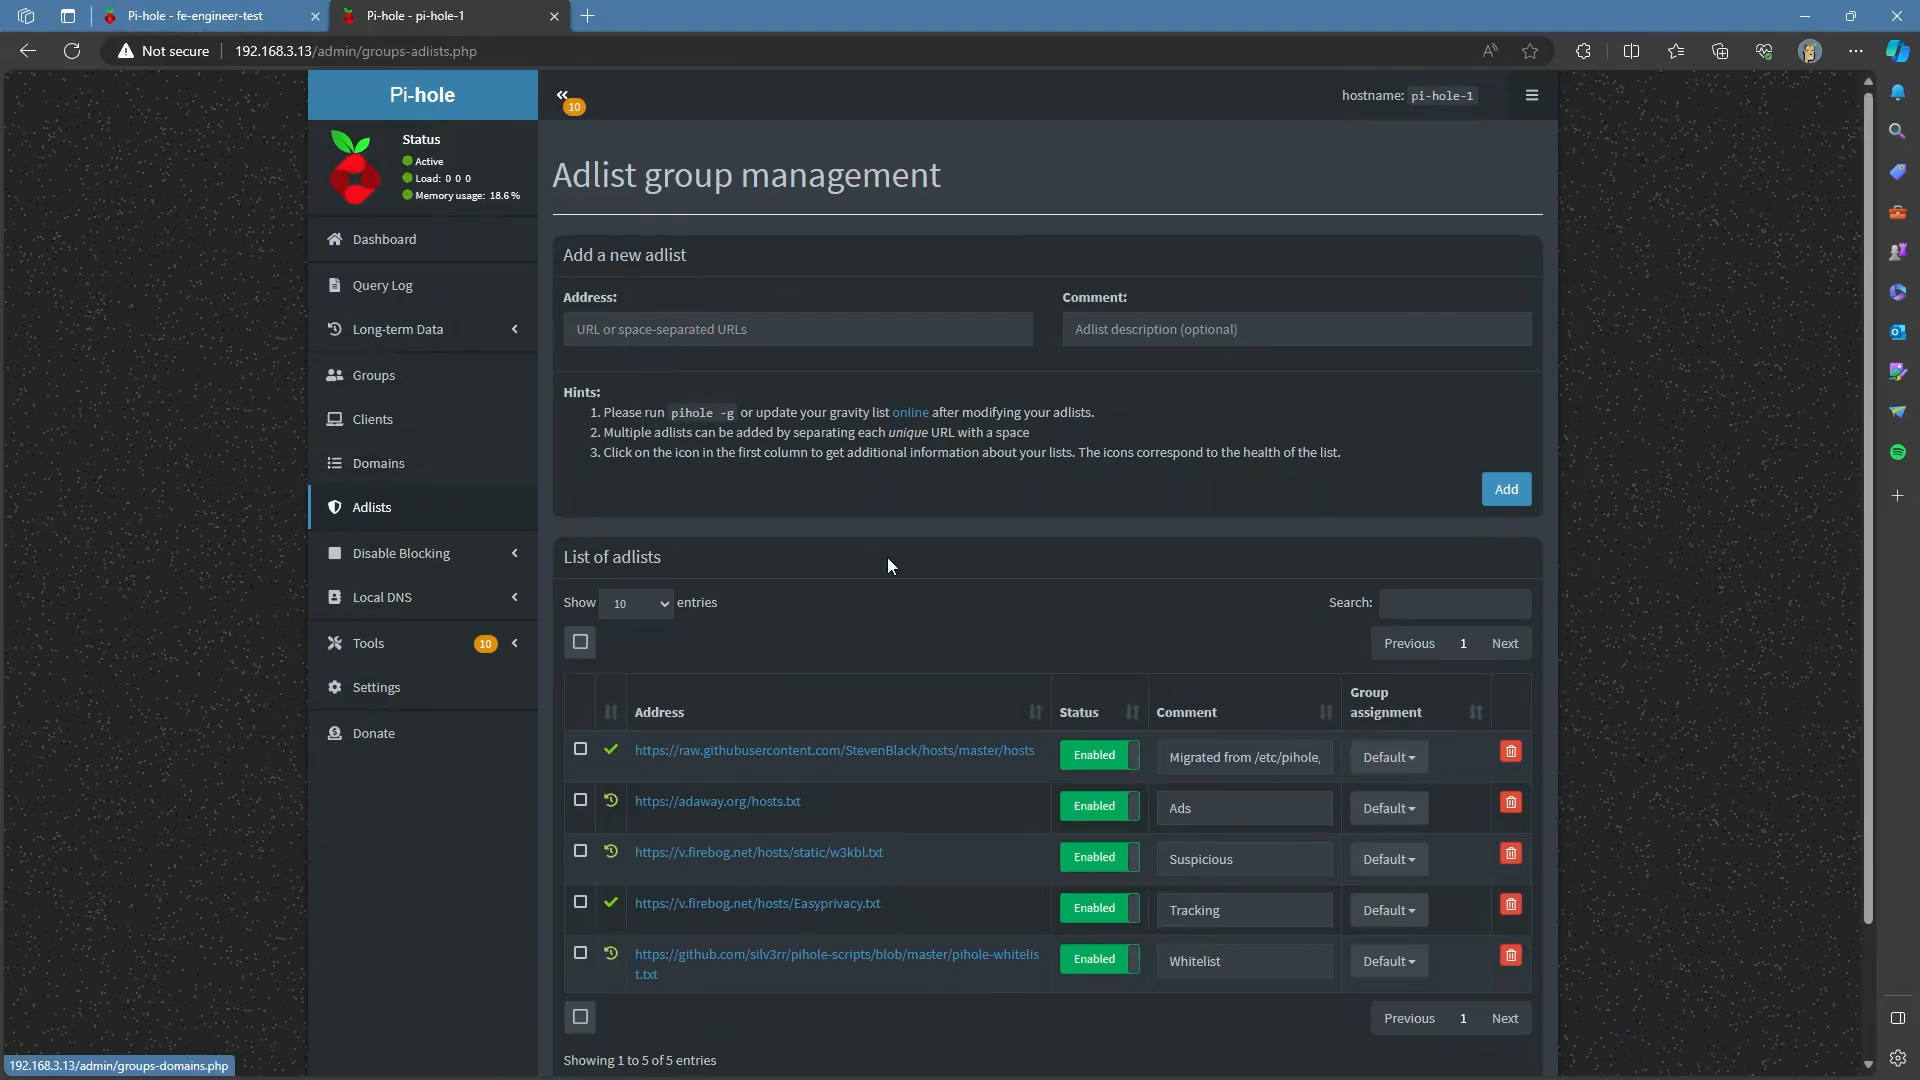 Pi-hole - fe-engineer-test
Pi-hole - pi-hole-1
Not secure
192.168.3.13/admin/groups-adlists.php
Pi-hole
10
hostname: pi-hole-1
Status
Active
Load: 0 0 0
Memory usage: 18.6 %
Dashboard
Query Log
Long-term Data
Groups
Clients
Domains
Adlists
Disable Blocking
Local DNS
Tools 10
Settings
Donate
Adlist group management
Add a new adlist
Address: Comment:
URL or space-separated URLs Adlist description (optional)
Hints:
1. Please run pihole -g or update your gravity list online after modifying your adlists.
2. Multiple adlists can be added by separating each unique URL with a space
3. Click on the icon in the first column to get additional information about your lists. The icons correspond to the health of the list.
Add
List of adlists
Show 10 entries Search:
Previous 1 Next
Address Status Comment Group assignment
https://raw.githubusercontent.com/StevenBlack/hosts/master/hosts Enabled Migrated from /etc/pihole, Default
https://adaway.org/hosts.txt Enabled Ads Default
https://v.firebog.net/hosts/static/w3kbl.txt Enabled Suspicious Default
https://v.firebog.net/hosts/Easyprivacy.txt Enabled Tracking Default
https://github.com/silv3rr/pihole-scripts/blob/master/pihole-whitelis
t.txt Enabled Whitelist Default
Previous 1 Next
Showing 1 to 5 of 5 entries
192.168.3.13/admin/groups-domains.php